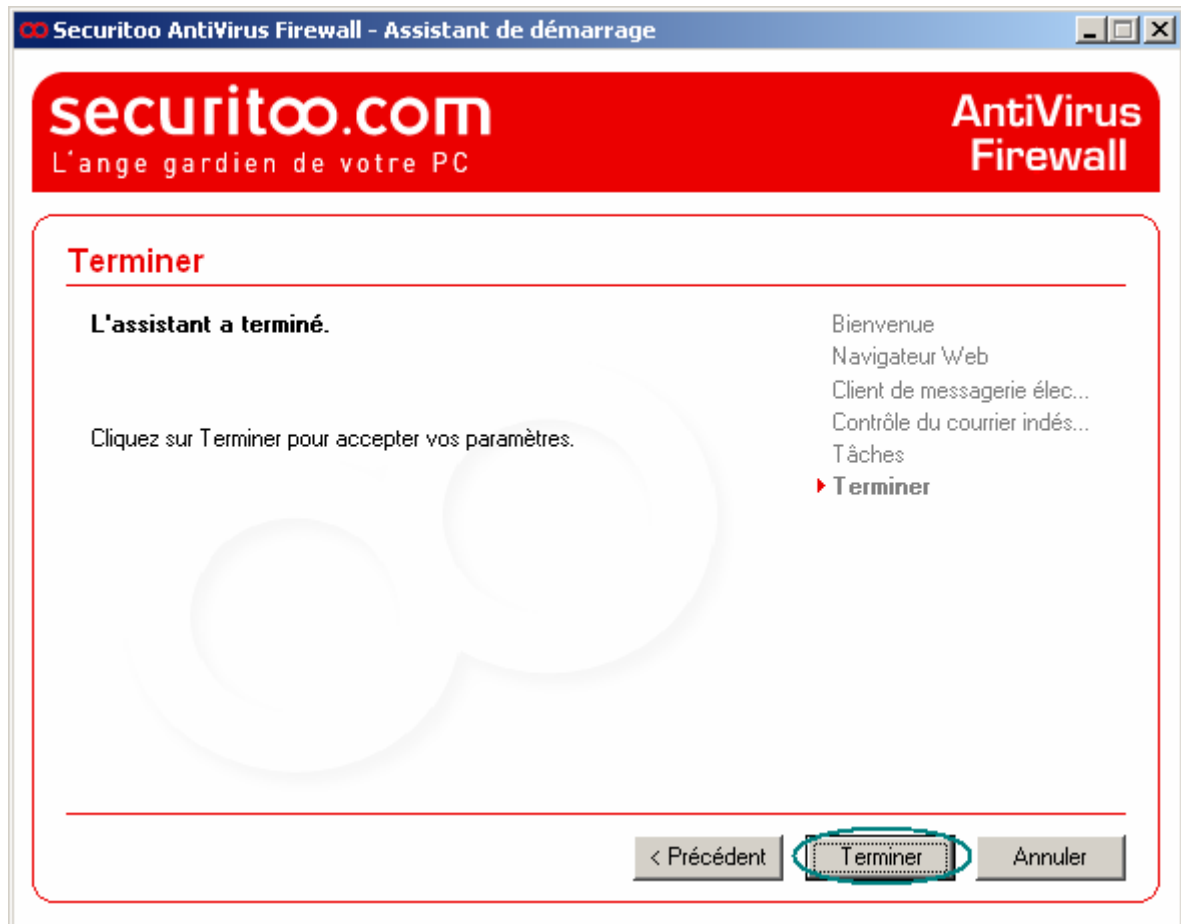 Securitoo AntiVirus Firewall - Assistant de démarrage
securitoo.com
L'ange gardien de votre PC
AntiVirus
Firewall
Terminer
L'assistant a terminé.
Cliquez sur Terminer pour accepter vos paramètres.
Bienvenue
Navigateur Web
Client de messagerie élec...
Contrôle du courrier indés...
Tâches
Terminer
< Précédent Terminer Annuler